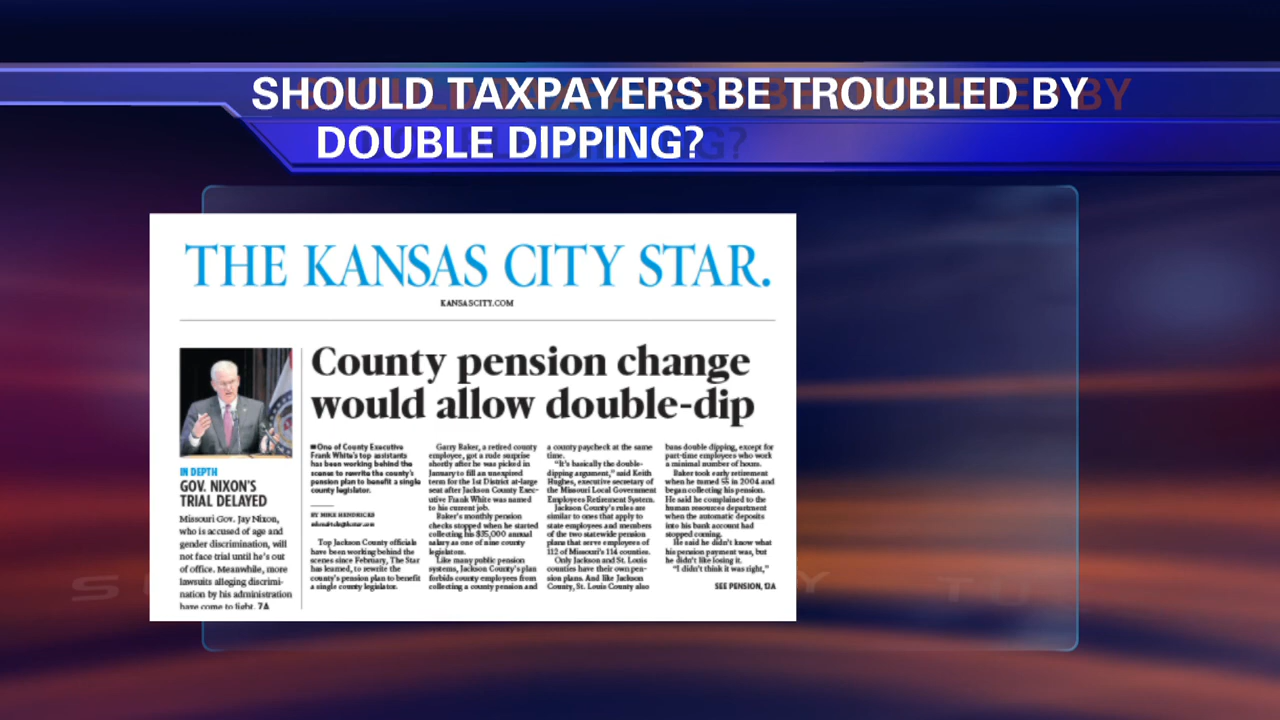 SHOULD TAXPAYERS BE TROUBLED BY
DOUBLE DIPPING?
THE KANSAS CITY STAR.
KANSASCITY.COM
County pension change
would allow double-dip
IN DEPTH
GOV. NIXON'S
TRIAL DELAYED
Missouri Gov. Jay Nixon,
who is accused of age and
gender discrimination, will
not face trial until he's out
of office. Meanwhile, more
lawsuits alleging discrimi-
nation by his administration
have come to light. 7A
■One of County Executive
Frank White's top assistants
has been working behind the
scene to rewrite the county's
pension plan to benefit a single
county legislator.
BY MIKE HENDRICKS
Top Jackson County officials
have been working behind the
scenes since February, The Star
has learned, to rewrite the
county's pension plan to benefit
a single county legislator.
Garry Baker, a retired county
employee, got a rude surprise
shortly after he was picked in
January to fill an unexpired
term for the 1st District at-large
seat after Jackson County Exec-
utive Frank White was named
to his current job.
Baker's monthly pension
checks stopped when he started
collecting his $35,000 annual
salary as one of nine county
legislators.
Like many public pension
systems, Jackson County's plan
forbids county employees from
collecting a county pension and
a county paycheck at the same
time.
"It's basically the double-
dipping argument," said Keith
Hughes, executive secretary of
the Missouri Local Government
Employees Retirement System.
Jackson County's rules are
similar to ones that apply to
state employees and members
of the two statewide pension
plans that serve employees of
112 of Missouri's 114 counties.
Only Jackson and St. Louis
counties have their own pen-
sion plans. And like Jackson
County, St. Louis County also
bans double dipping, except for
part-time employees who work
a minimal number of hours.
Baker took early retirement
when he turned 55 in 2004 and
began collecting his pension.
He said he complained to the
human resources department
when the automatic deposits
into his bank account had
stopped coming.
He said he didn't know what
his pension payment was, but
he didn't like losing it.
"I didn't think it was right,"
SEE PENSION, 13A